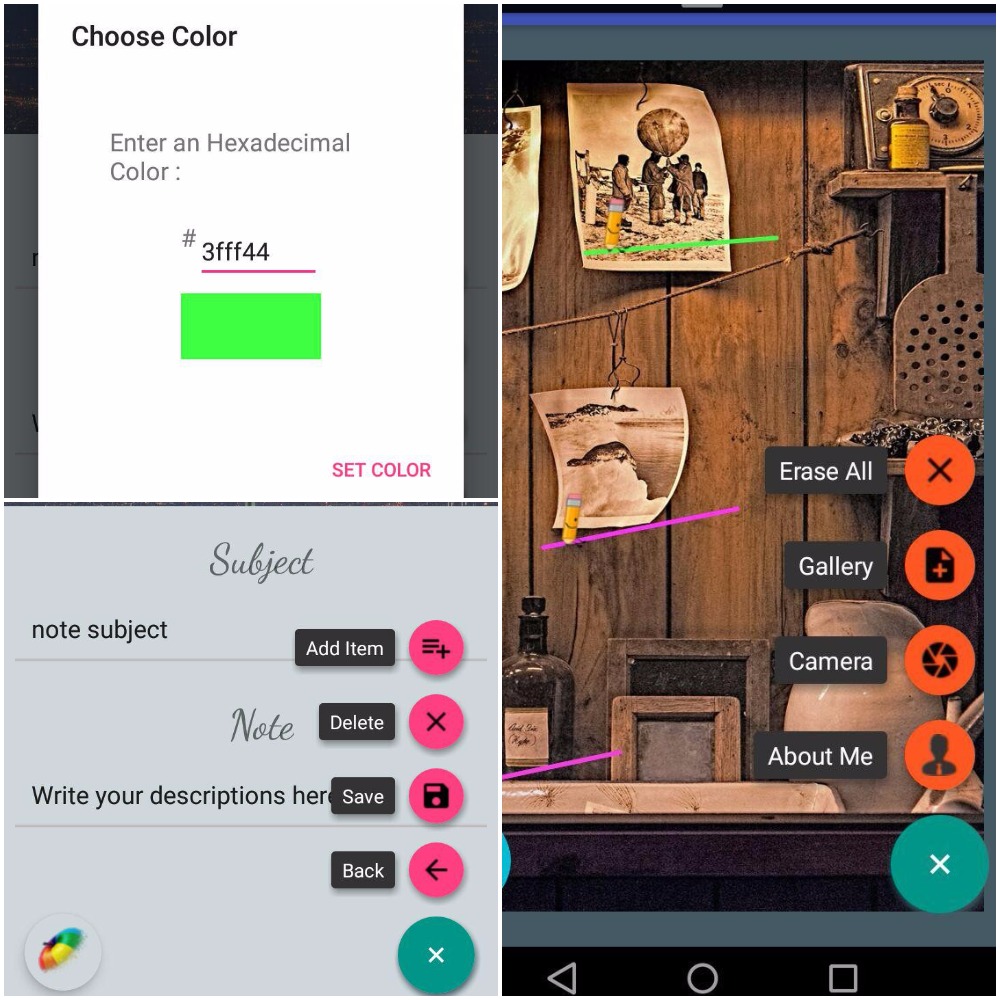 Choose Color
Enter an Hexadecimal
Color :
# 3fff44
SET COLOR
Subject
note subject
Add Item
Note
Delete
Write your descriptions here
Save
Back
Erase All
Gallery
Camera
About Me